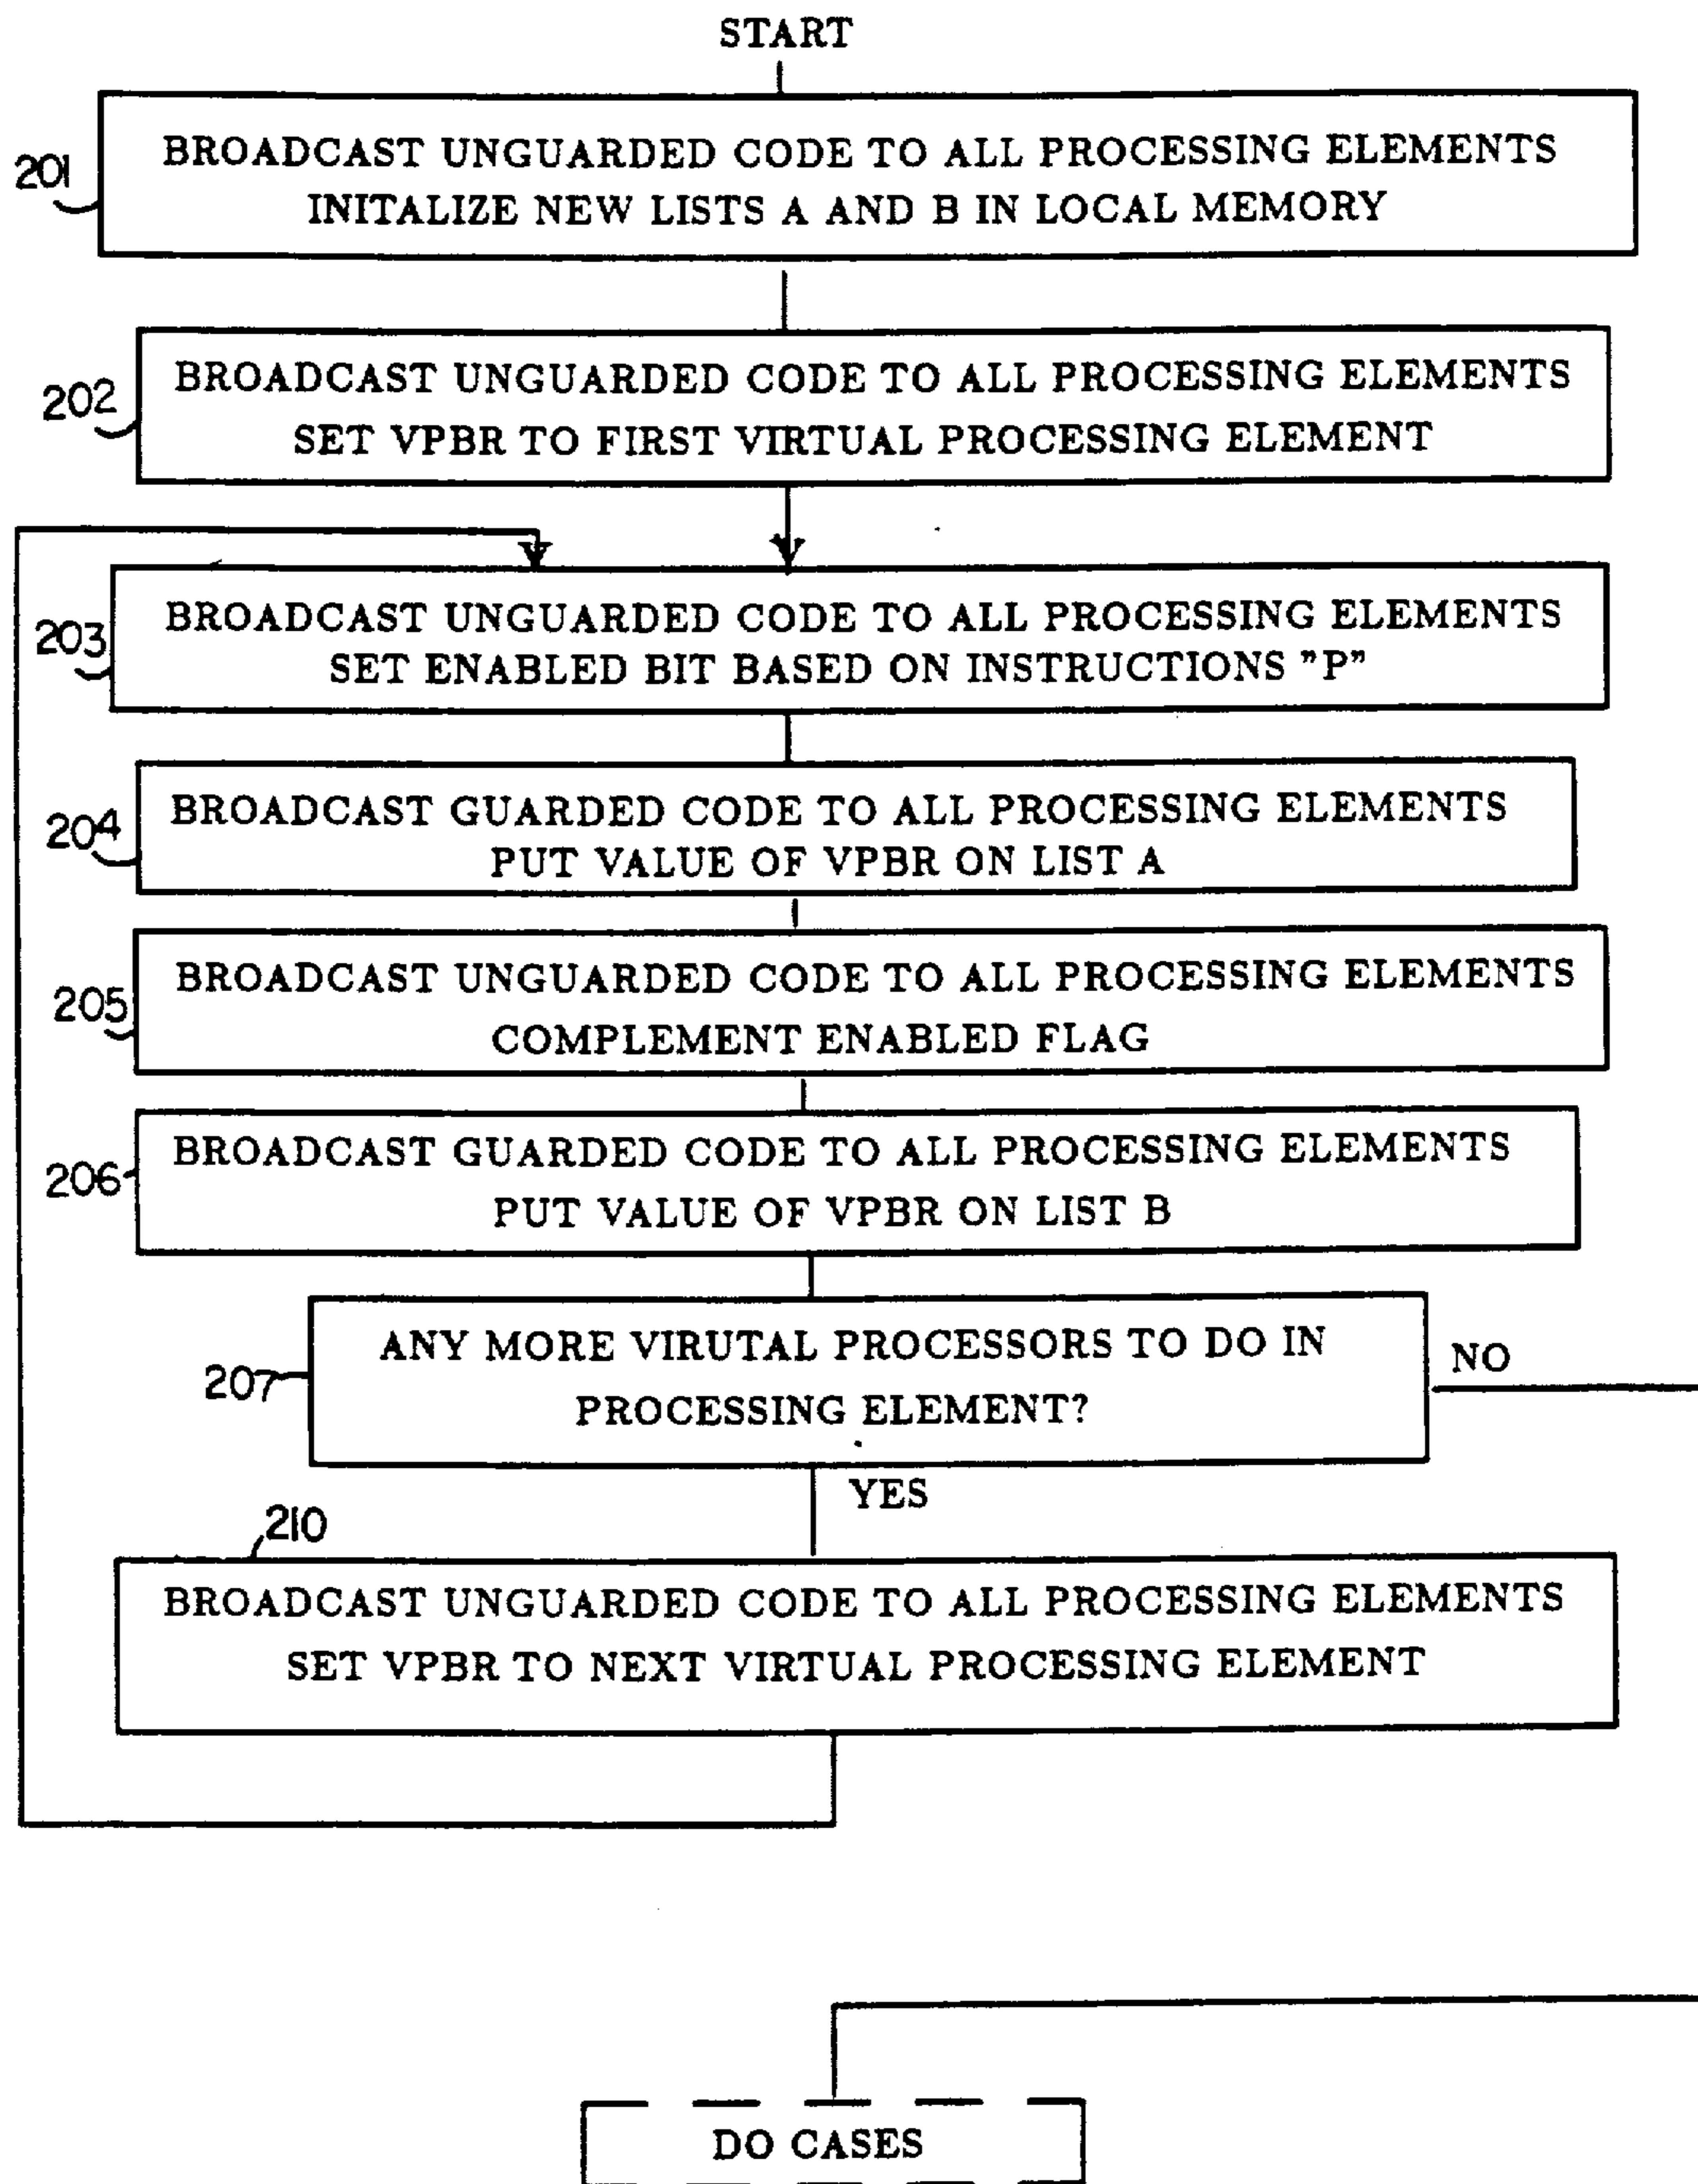 START
201
BROADCAST UNGUARDED CODE TO ALL PROCESSING ELEMENTS
INITALIZE NEW LISTS A AND B IN LOCAL MEMORY
202
BROADCAST UNGUARDED CODE TO ALL PROCESSING ELEMENTS
SET VPBR TO FIRST VIRTUAL PROCESSING ELEMENT
203
BROADCAST UNGUARDED CODE TO ALL PROCESSING ELEMENTS
SET ENABLED BIT BASED ON INSTRUCTIONS "P"
204
BROADCAST GUARDED CODE TO ALL PROCESSING ELEMENTS
PUT VALUE OF VPBR ON LIST A
205
BROADCAST UNGUARDED CODE TO ALL PROCESSING ELEMENTS
COMPLEMENT ENABLED FLAG
206
BROADCAST GUARDED CODE TO ALL PROCESSING ELEMENTS
PUT VALUE OF VPBR ON LIST B
207
ANY MORE VIRUTAL PROCESSORS TO DO IN
PROCESSING ELEMENT?
NO
YES
210
BROADCAST UNGUARDED CODE TO ALL PROCESSING ELEMENTS
SET VPBR TO NEXT VIRTUAL PROCESSING ELEMENT
DO CASES